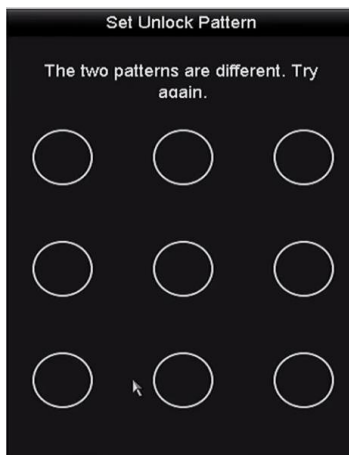 Set Unlock Pattern
The two patterns are different. Try
again.